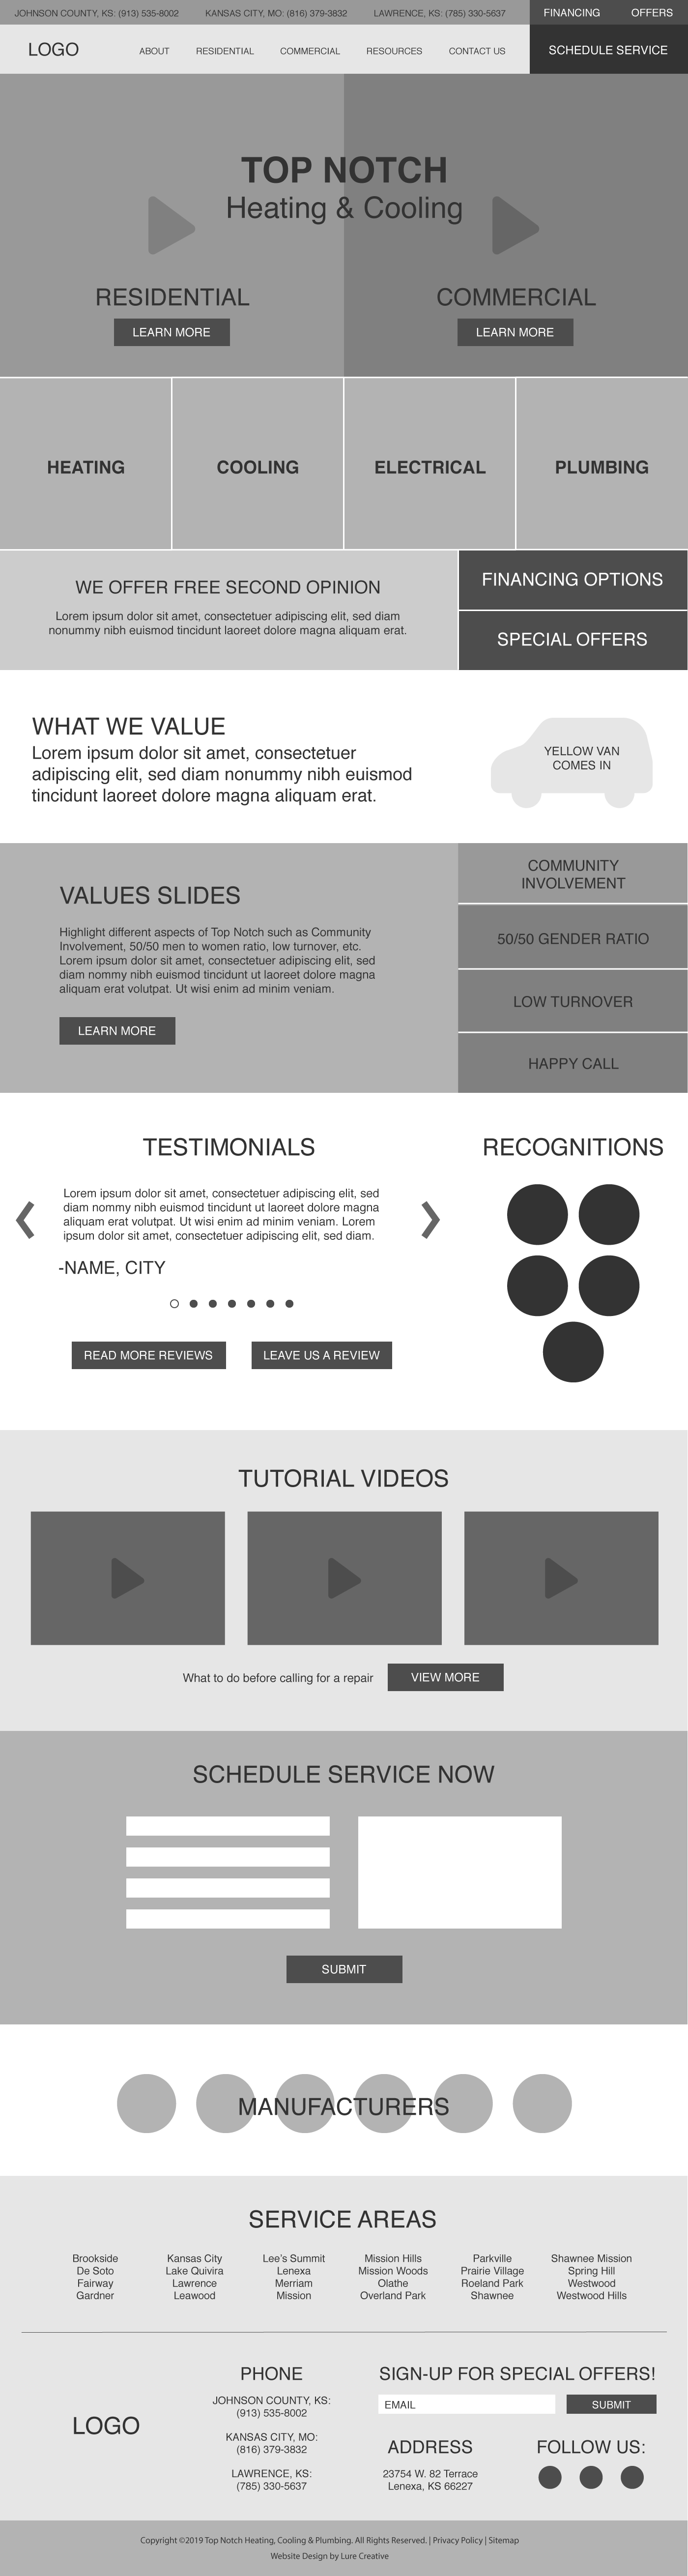 JOHNSON COUNTY, KS: (913) 535-8002 KANSAS CITY, MO: (816) 379-3832 LAWRENCE, KS: (785) 330-5637 FINANCING OFFERS
LOGO ABOUT RESIDENTIAL COMMERCIAL RESOURCES CONTACT US SCHEDULE SERVICE
TOP NOTCH
Heating & Cooling
RESIDENTIAL
LEARN MORE
COMMERCIAL
LEARN MORE
HEATING
COOLING
ELECTRICAL
PLUMBING
WE OFFER FREE SECOND OPINION
Lorem ipsum dolor sit amet, consectetuer adipiscing elit, sed diam
nonummy nibh euismod tincidunt laoreet dolore magna aliquam erat.
FINANCING OPTIONS
SPECIAL OFFERS
WHAT WE VALUE
Lorem ipsum dolor sit amet, consectetuer
adipiscing elit, sed diam nonummy nibh euismod
tincidunt laoreet dolore magna aliquam erat.
YELLOW VAN
COMES IN
VALUES SLIDES
Highlight different aspects of Top Notch such as Community
Involvement, 50/50 men to women ratio, low turnover, etc.
Lorem ipsum dolor sit amet, consectetuer adipiscing elit, sed
diam nommy nibh euismod tincidunt ut laoreet dolore magna
aliquam erat volutpat. Ut wisi enim ad minim veniam.
LEARN MORE
COMMUNITY
INVOLVEMENT
50/50 GENDER RATIO
LOW TURNOVER
HAPPY CALL
TESTIMONIALS
Lorem ipsum dolor sit amet, consectetuer adipiscing elit, sed
diam nommy nibh euismod tincidunt ut laoreet dolore magna
aliquam erat volutpat. Ut wisi enim ad minim veniam. Lorem
ipsum dolor sit amet, consectetuer adipiscing elit, sed diam.
-NAME, CITY
READ MORE REVIEWS
LEAVE US A REVIEW
RECOGNITIONS
TUTORIAL VIDEOS
What to do before calling for a repair
VIEW MORE
SCHEDULE SERVICE NOW
SUBMIT
MANUFACTURERS
SERVICE AREAS
Brookside
De Soto
Fairway
Gardner
Kansas City
Lake Quivira
Lawrence
Leawood
Lee's Summit
Lenexa
Merriam
Mission
Mission Hills
Mission Woods
Olathe
Overland Park
Parkville
Prairie Village
Roeland Park
Shawnee
Shawnee Mission
Spring Hill
Westwood
Westwood Hills
LOGO
PHONE
JOHNSON COUNTY, KS:
(913) 535-8002
KANSAS CITY, MO:
(816) 379-3832
LAWRENCE, KS:
(785) 330-5637
SIGN-UP FOR SPECIAL OFFERS!
EMAIL
SUBMIT
ADDRESS
23754 W. 82 Terrace
Lenexa, KS 66227
FOLLOW US:
Copyright ©2019 Top Notch Heating, Cooling & Plumbing. All Rights Reserved. | Privacy Policy | Sitemap
Website Design by Lure Creative